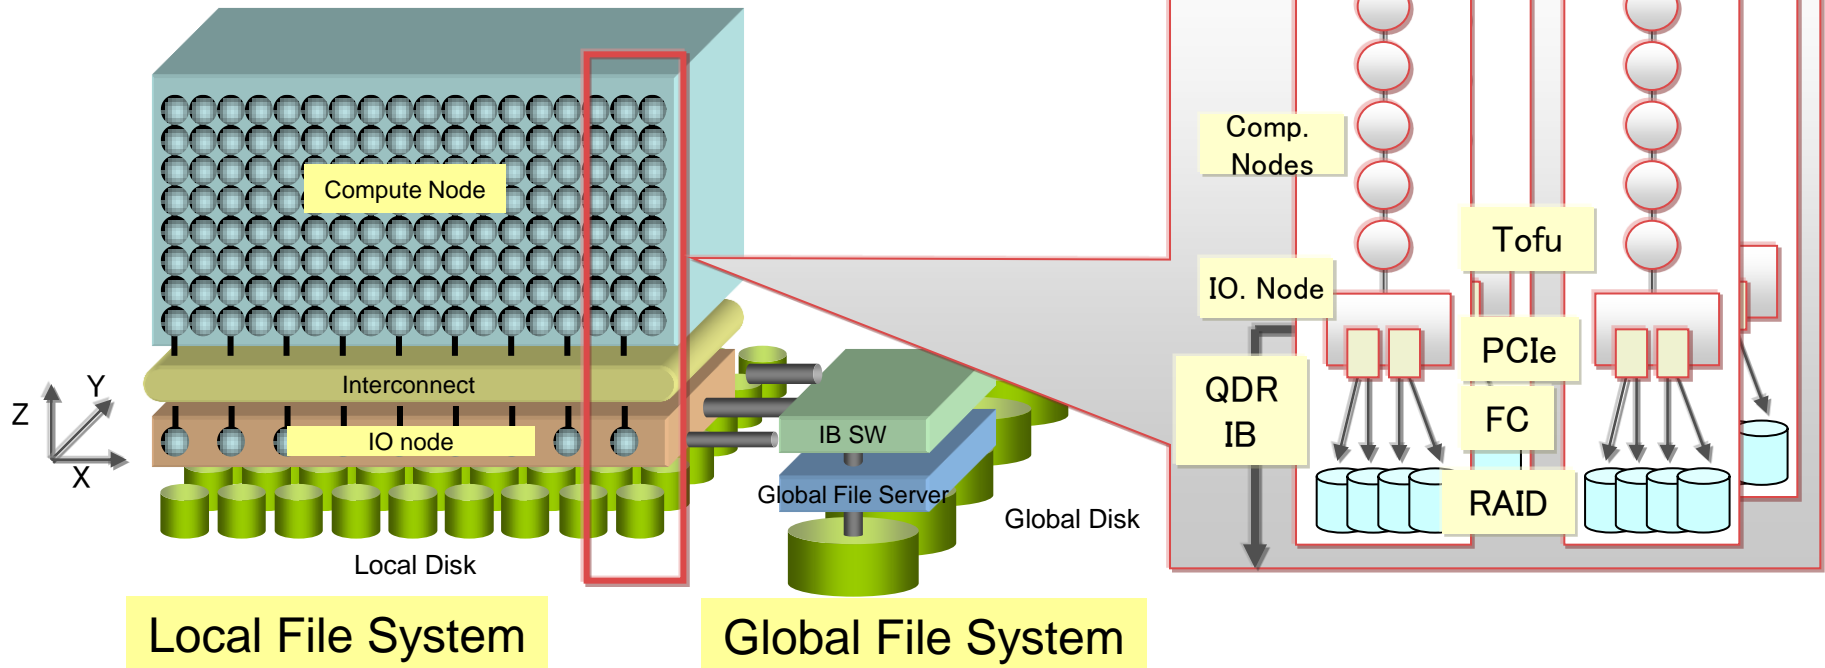 Compute Node
Interconnect
IO node
Z
Y
X
Local Disk
Local File System
IB SW
Global File Server
Global Disk
Global File System
Comp.
Nodes
IO. Node
QDR
IB
Tofu
PCIe
FC
RAID